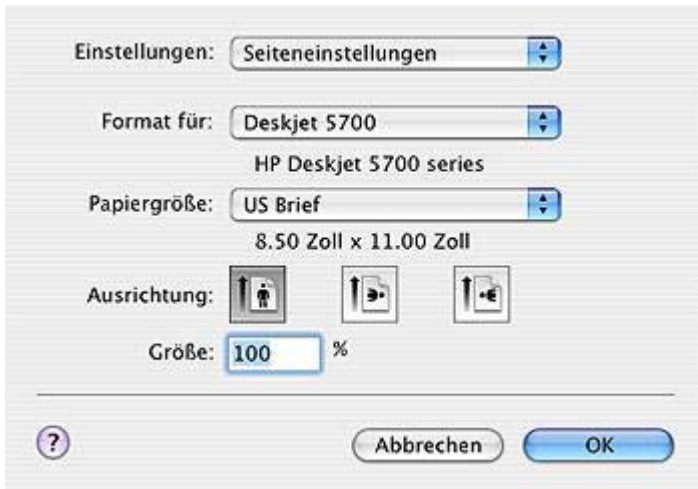 Einstellungen: Seiteneinstellungen
Format für: Deskjet 5700
HP Deskjet 5700 series
Papiergröße: US Brief
8.50 Zoll x 11.00 Zoll
Ausrichtung:
Größe: 100 %
? Abbrechen OK